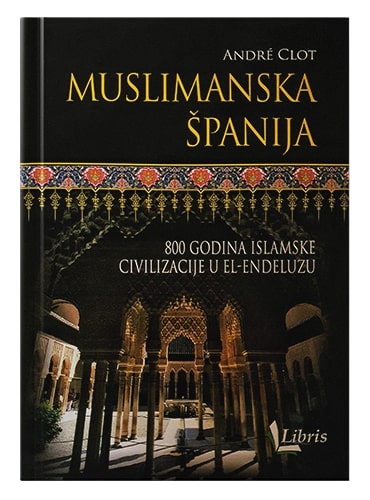 ANDRÉ CLOT
MUSLIMANSKA
ŠPANIJA
800 GODINA ISLAMSKE
CIVILIZACIJE U EL-ENDELUZU
Libris